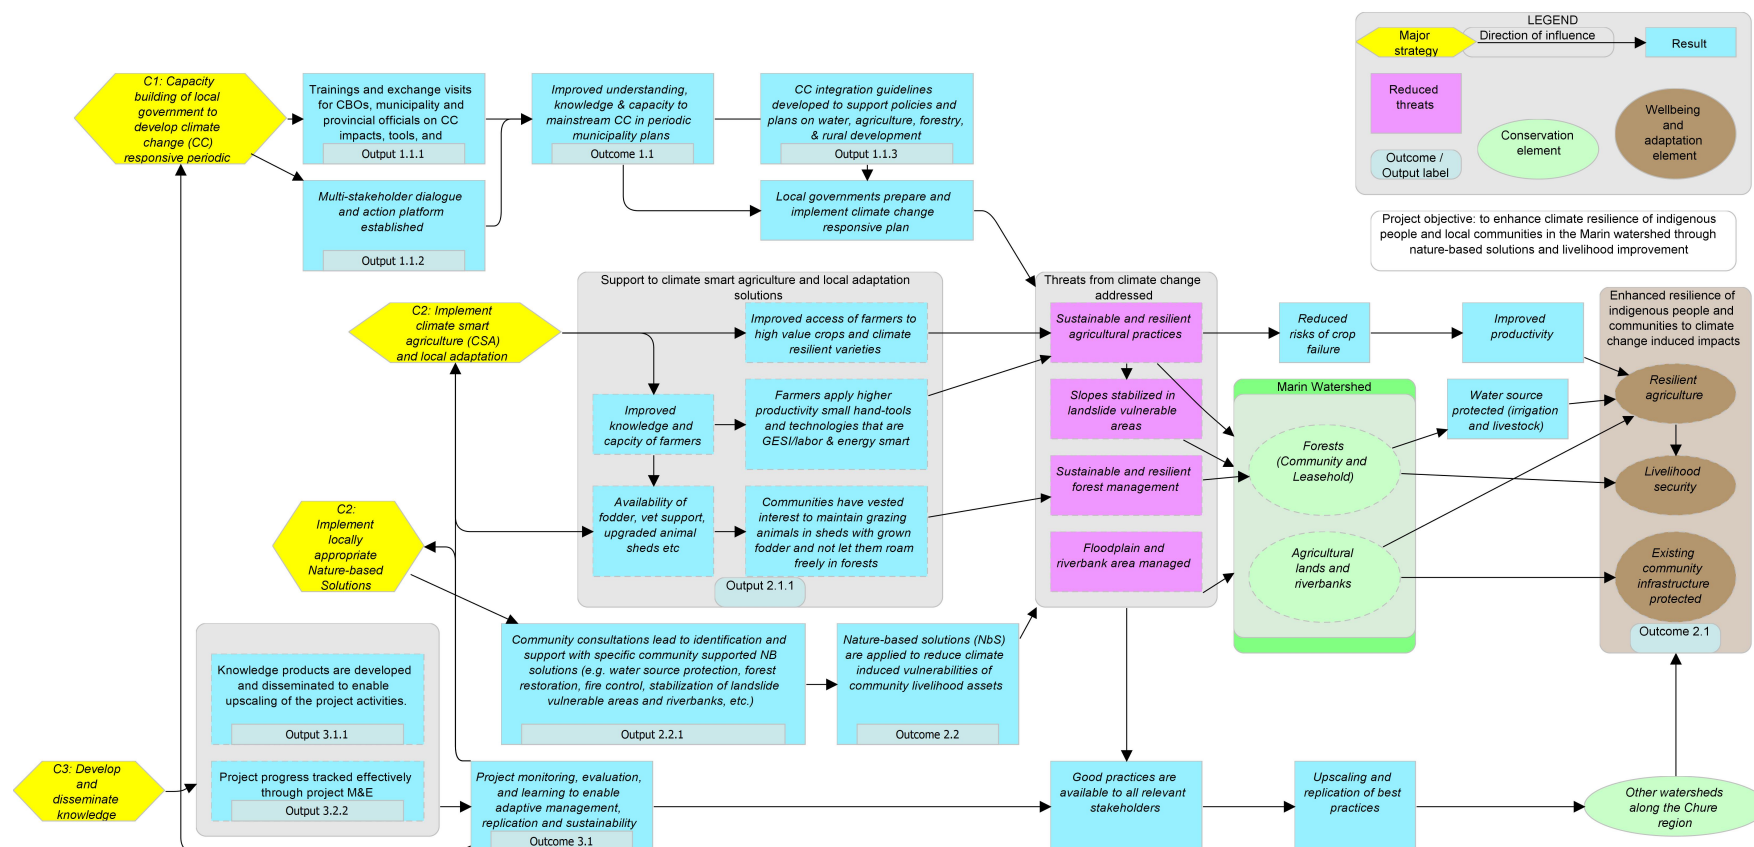 LEGEND
Major
strategy
Direction of influence
Result
Reduced
threats
Conservation
element
Wellbeing
and
adaptation
element
Outcome /
Output label
Project objective: to enhance climate resilience of indigenous
people and local communities in the Marin watershed through
nature-based solutions and livelihood improvement
C1: Capacity
building of local
government to
develop climate
change (CC)
responsive periodic
Trainings and exchange visits
for CBOs, municipality and
provincial officials on CC
impacts, tools, and
Output 1.1.1
Multi-stakeholder dialogue
and action platform
established
Output 1.1.2
Improved understanding,
knowledge & capacity to
mainstream CC in periodic
municipality plans
Outcome 1.1
CC integration guidelines
developed to support policies and
plans on water, agriculture, forestry,
& rural development
Output 1.1.3
Local governments prepare and
implement climate change
responsive plan
C2: Implement
climate smart
agriculture (CSA)
and local adaptation
Support to climate smart agriculture and local adaptation
solutions
Improved access of farmers to
high value crops and climate
resilient varieties
Improved
knowledge and
capcity of farmers
Farmers apply higher
productivity small hand-tools
and technologies that are
GESI/labor & energy smart
Availability of
fodder, vet support,
upgraded animal
sheds etc
Communities have vested
interest to maintain grazing
animals in sheds with grown
fodder and not let them roam
freely in forests
Output 2.1.1
Threats from climate change
addressed
Sustainable and resilient
agricultural practices
Slopes stabilized in
landslide vulnerable
areas
Sustainable and resilient
forest management
Floodplain and
riverbank area managed
Reduced
risks of crop
failure
Improved
productivity
Marin Watershed
Forests
(Community and
Leasehold)
Agricultural
lands and
riverbanks
Water source
protected (irrigation
and livestock)
Enhanced resilience of
indigenous people and
communities to climate
change induced impacts
Resilient
agriculture
Livelihood
security
Existing
community
infrastructure
protected
Outcome 2.1
C2:
Implement
locally
appropriate
Nature-based
Solutions
Community consultations lead to identification and
support with specific community supported NB
solutions (e.g. water source protection, forest
restoration, fire control, stabilization of landslide
vulnerable areas and riverbanks, etc.)
Output 2.2.1
Nature-based solutions (NbS)
are applied to reduce climate
induced vulnerabilities of
community livelihood assets
Outcome 2.2
C3: Develop
and
disseminate
knowledge
Knowledge products are developed
and disseminated to enable
upscaling of the project activities.
Output 3.1.1
Project progress tracked effectively
through project M&E
Output 3.2.2
Project monitoring, evaluation,
and learning to enable
adaptive management,
replication and sustainability
Outcome 3.1
Good practices are
available to all relevant
stakeholders
Upscaling and
replication of best
practices
Other watersheds
along the Chure
region